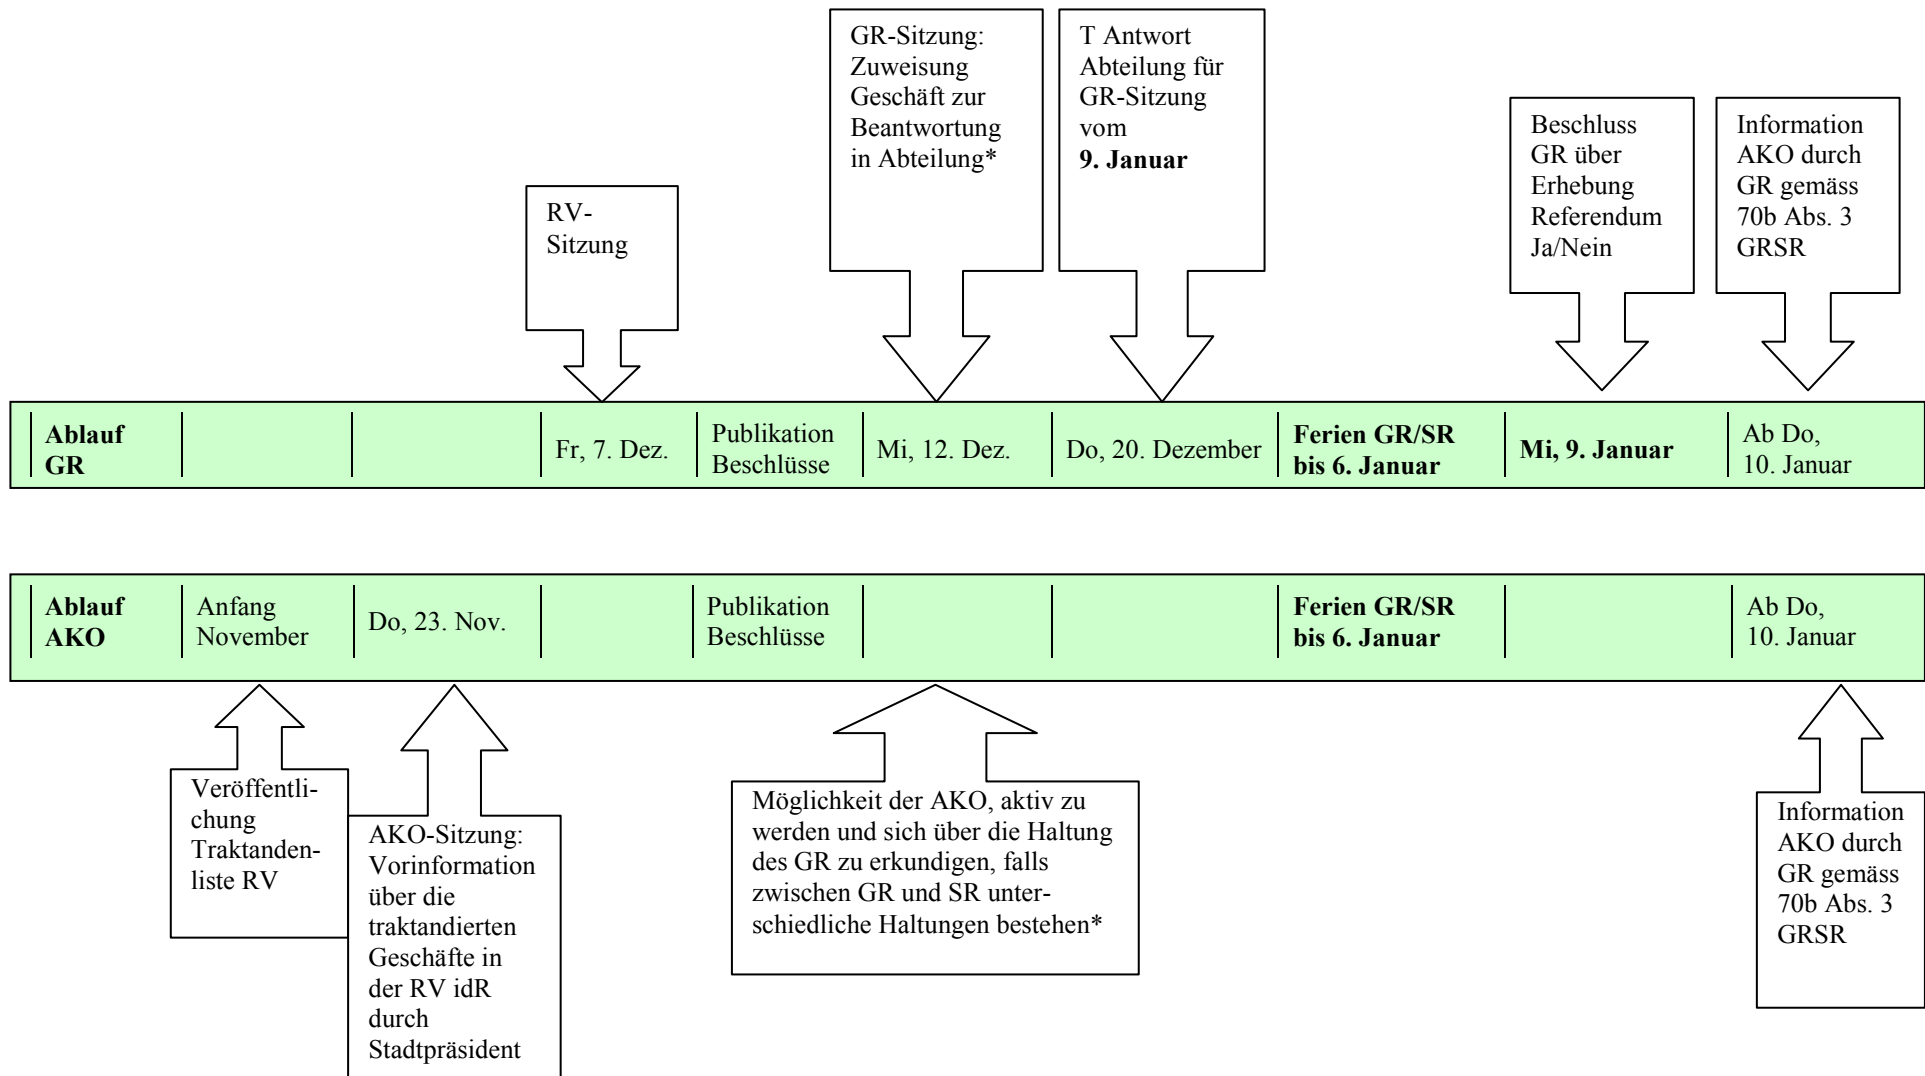 GR-Sitzung:
Zuweisung
Geschäft zur
Beantwortung
in Abteilung*
T Antwort
Abteilung für
GR-Sitzung
vom
9. Januar
Beschluss
GR über
Erhebung
Referendum
Ja/Nein
Information
AKO durch
GR gemäss
70b Abs. 3
GRSR
RV-
Sitzung
Ablauf
GR
Fr, 7. Dez.
Publikation
Beschlüsse
Mi, 12. Dez.
Do, 20. Dezember
Ferien GR/SR
bis 6. Januar
Mi, 9. Januar
Ab Do,
10. Januar
Ablauf
AKO
Anfang
November
Do, 23. Nov.
Publikation
Beschlüsse
Ferien GR/SR
bis 6. Januar
Ab Do,
10. Januar
Veröffentli-
chung
Traktanden-
liste RV
AKO-Sitzung:
Vorinformation
über die
traktandierten
Geschäfte in
der RV idR
durch
Stadtpräsident
Möglichkeit der AKO, aktiv zu
werden und sich über die Haltung
des GR zu erkundigen, falls
zwischen GR und SR unter-
schiedliche Haltungen bestehen*
Information
AKO durch
GR gemäss
70b Abs. 3
GRSR